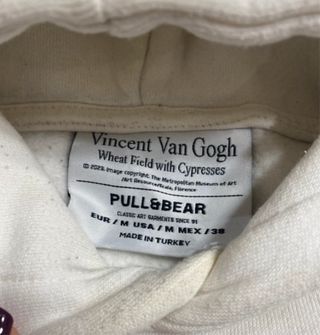 Vincent Van Gogh
Wheat Field with Cypresses
© 2023. Image copyright: The Metropolitan Museum of Art
/Art Resource/Scala, Florence
PULL&BEAR
CLASSIC ART GARMENTS SINCE 91
EUR / M USA / M MEX / 38
MADE IN TURKEY